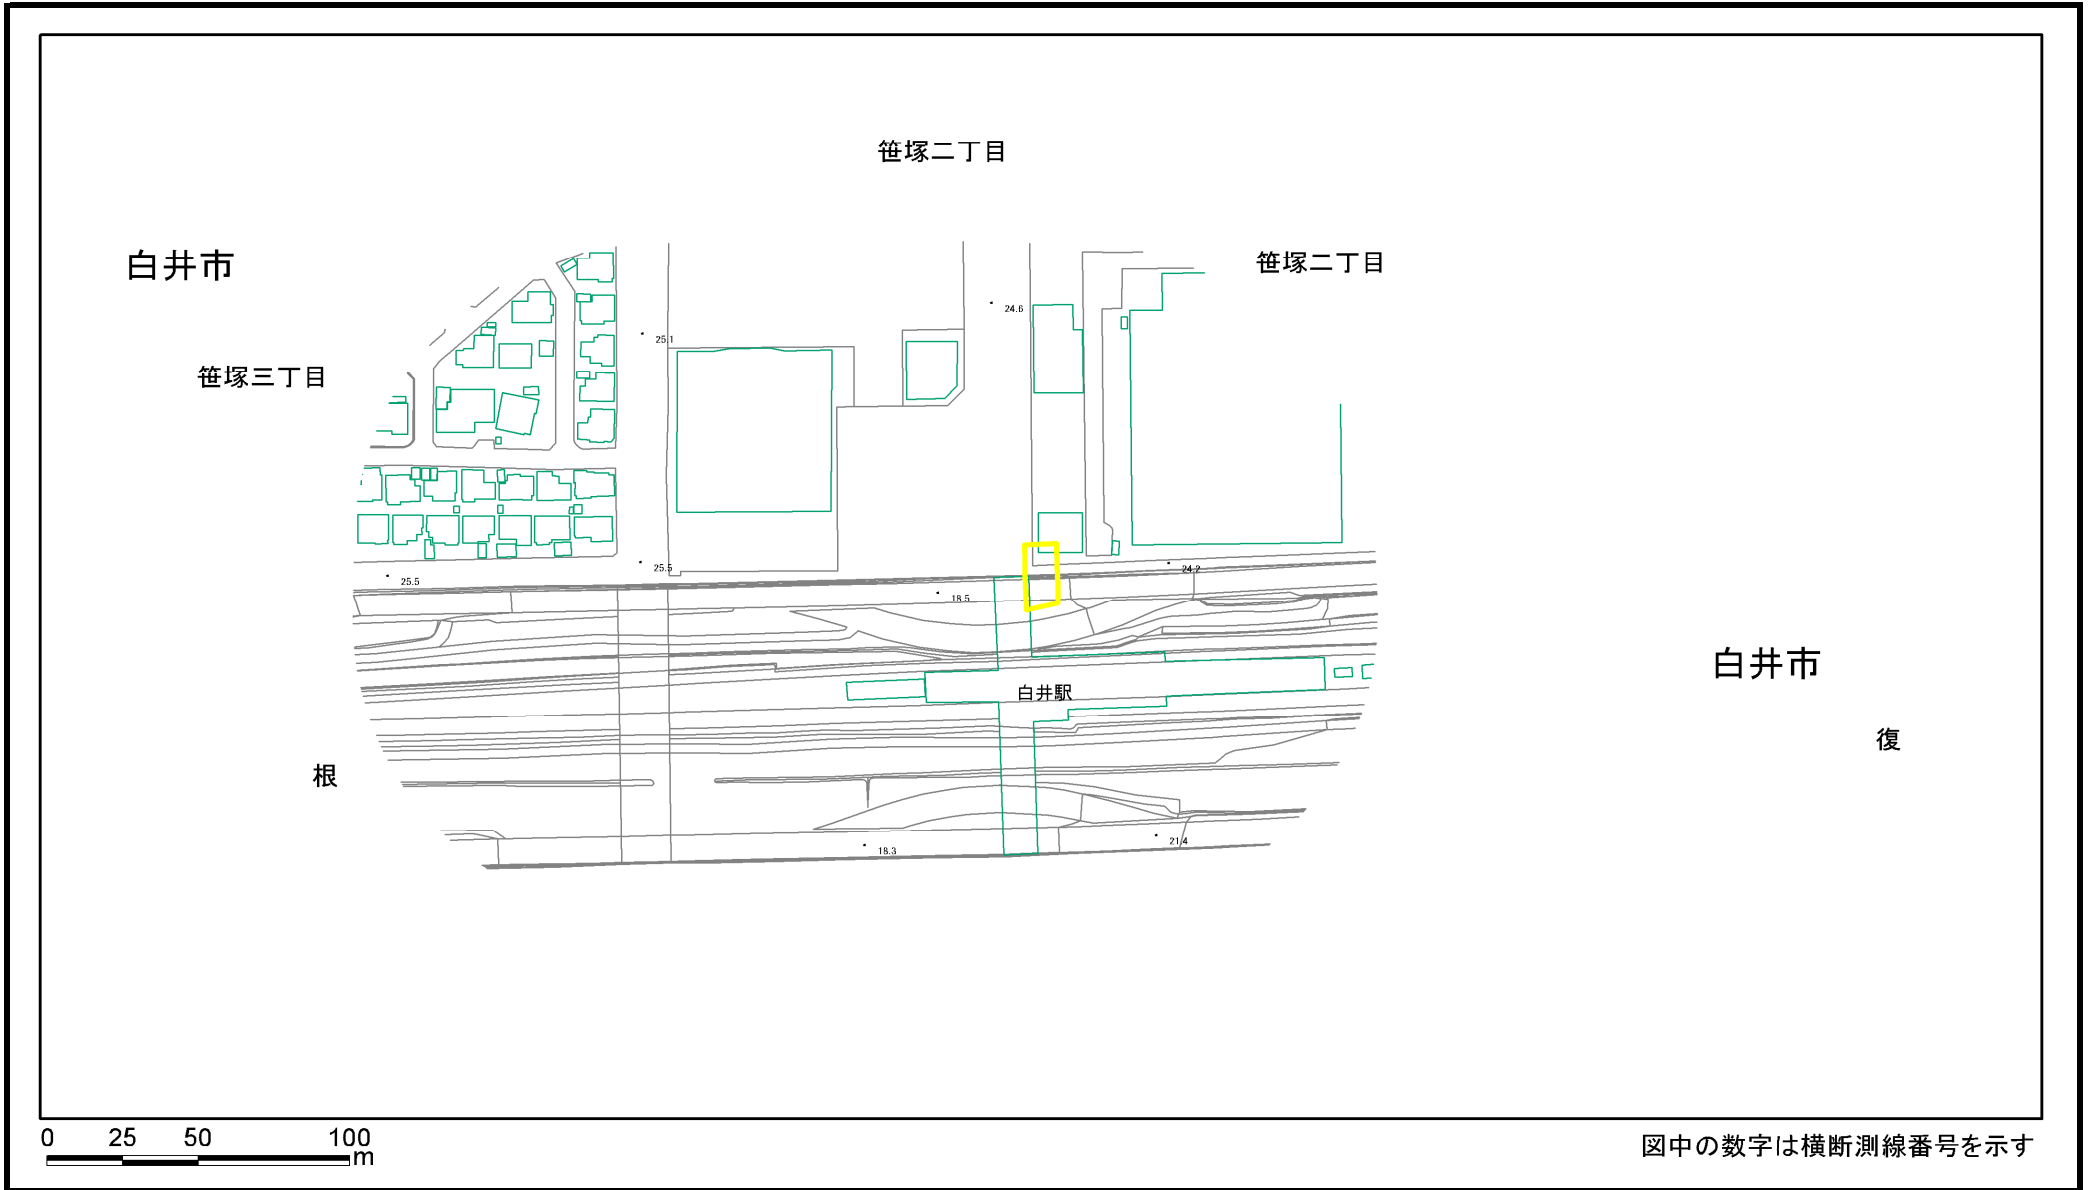 笹塚二丁目
白井市
笹塚二丁目
24.6
25.1
笹塚三丁目
25.5
24.2
25.5
18.5
白井市
白井駅
復
根
21.4
18.3
0 25 50 100
m
図中の数字は横断測線番号を示す